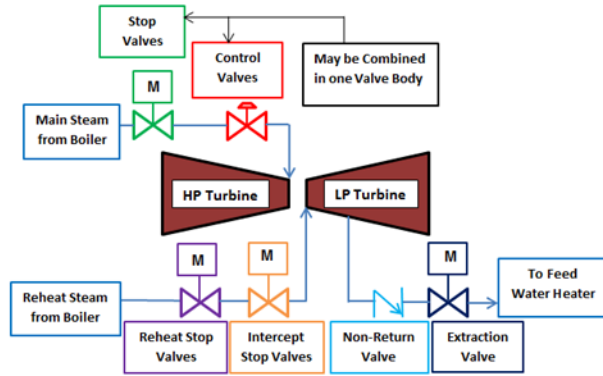 Stop
Valves
Control
Valves
May be Combined
in one Valve Body
M
Main Steam
from Boiler
HP Turbine
LP Turbine
M
M
M
Reheat Steam
from Boiler
To Feed
Water Heater
Reheat Stop
Valves
Intercept
Stop Valves
Non-Return
Valve
Extraction
Valve